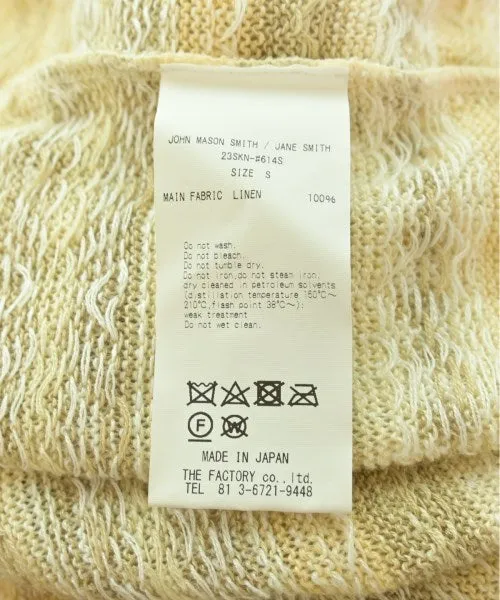 JOHN MASON SMITH / JANE SMITH
23SKN-#614S
SIZE S
MAIN FABRIC LINEN 100%
Do not wash.
Do not bleach.
Do not tumble dry.
Do not iron,do not steam iron.
dry cleaned in petroleum solvents
(distillation temperature 150℃~
210℃,flash point 38℃~):
weak treatment
Do not wet clean.
F W
MADE IN JAPAN
THE FACTORY co., ltd.
TEL 81 3-6721-9448